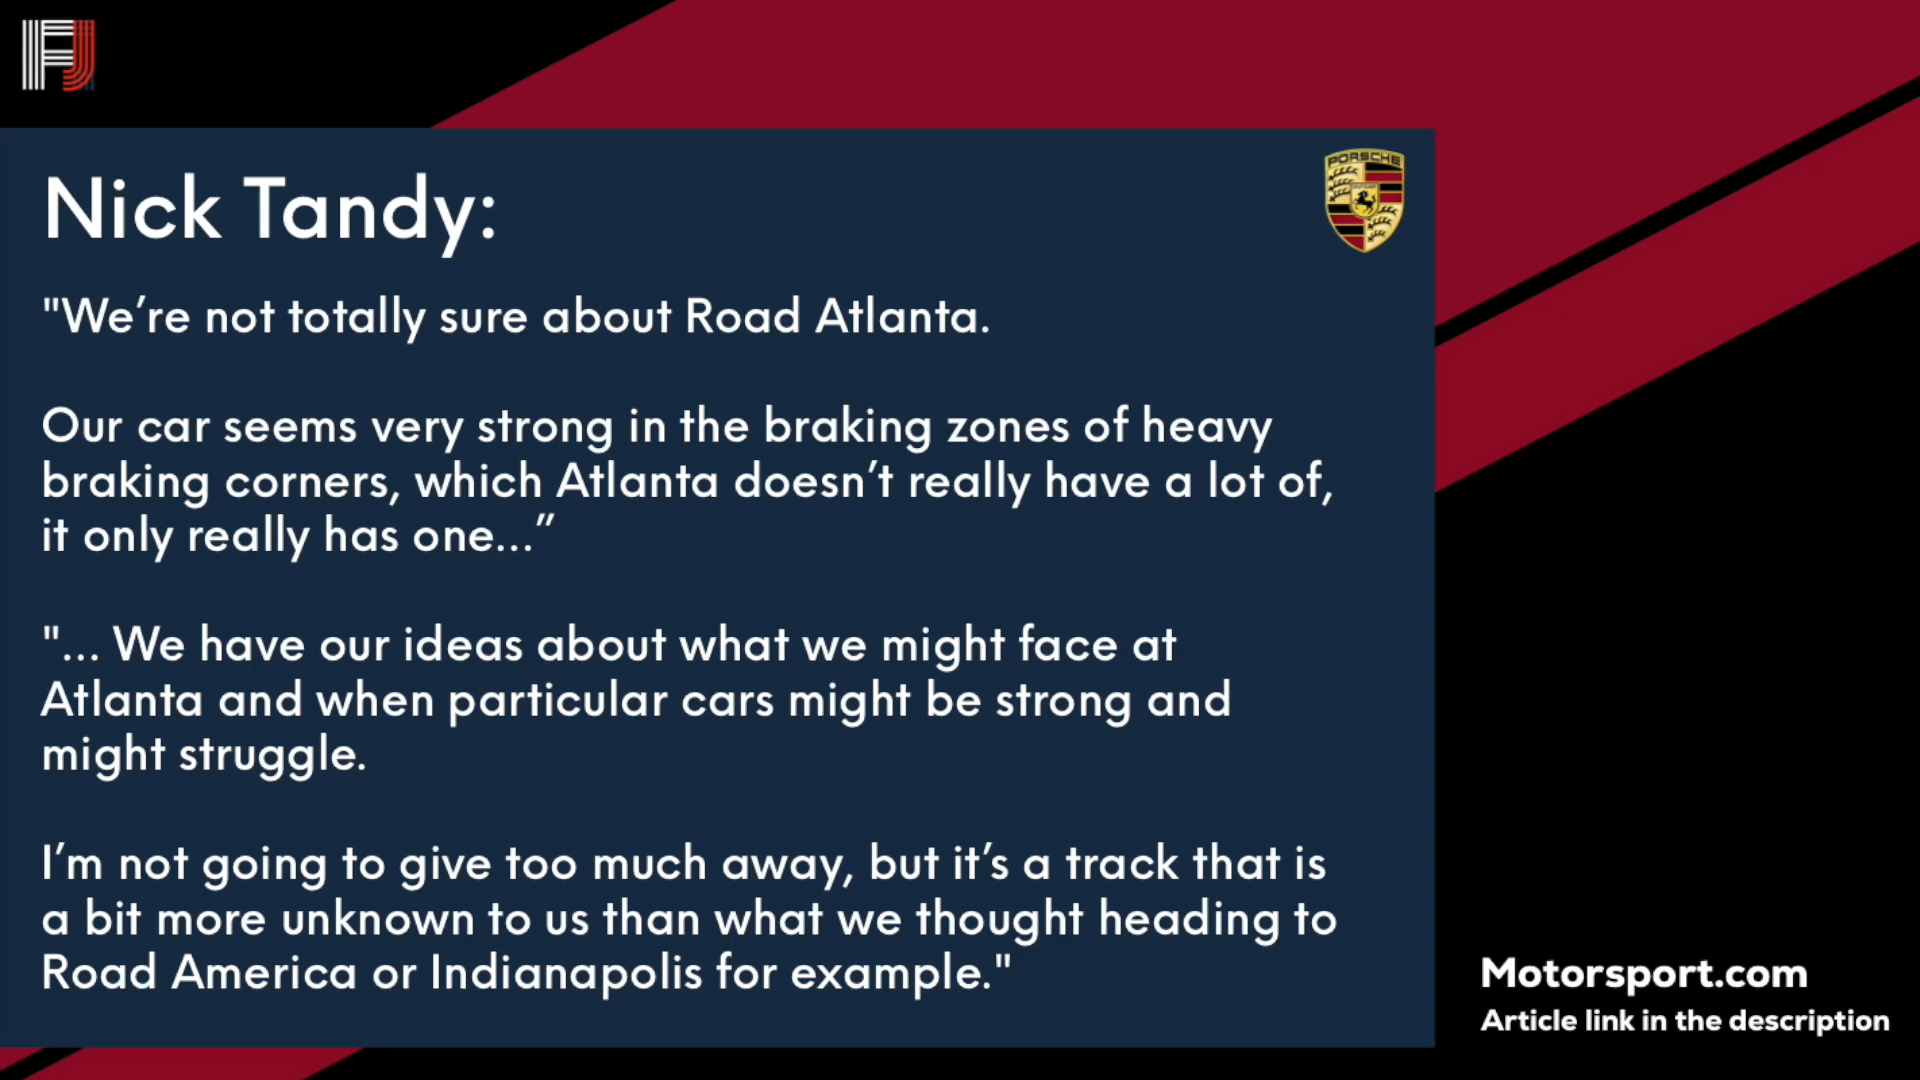 FJ
PORSCHE
Nick Tandy:
"We’re not totally sure about Road Atlanta.
Our car seems very strong in the braking zones of heavy
braking corners, which Atlanta doesn’t really have a lot of,
it only really has one...”
"... We have our ideas about what we might face at
Atlanta and when particular cars might be strong and
might struggle.
I’m not going to give too much away, but it’s a track that is
a bit more unknown to us than what we thought heading to
Road America or Indianapolis for example."
Motorsport.com
Article link in the description